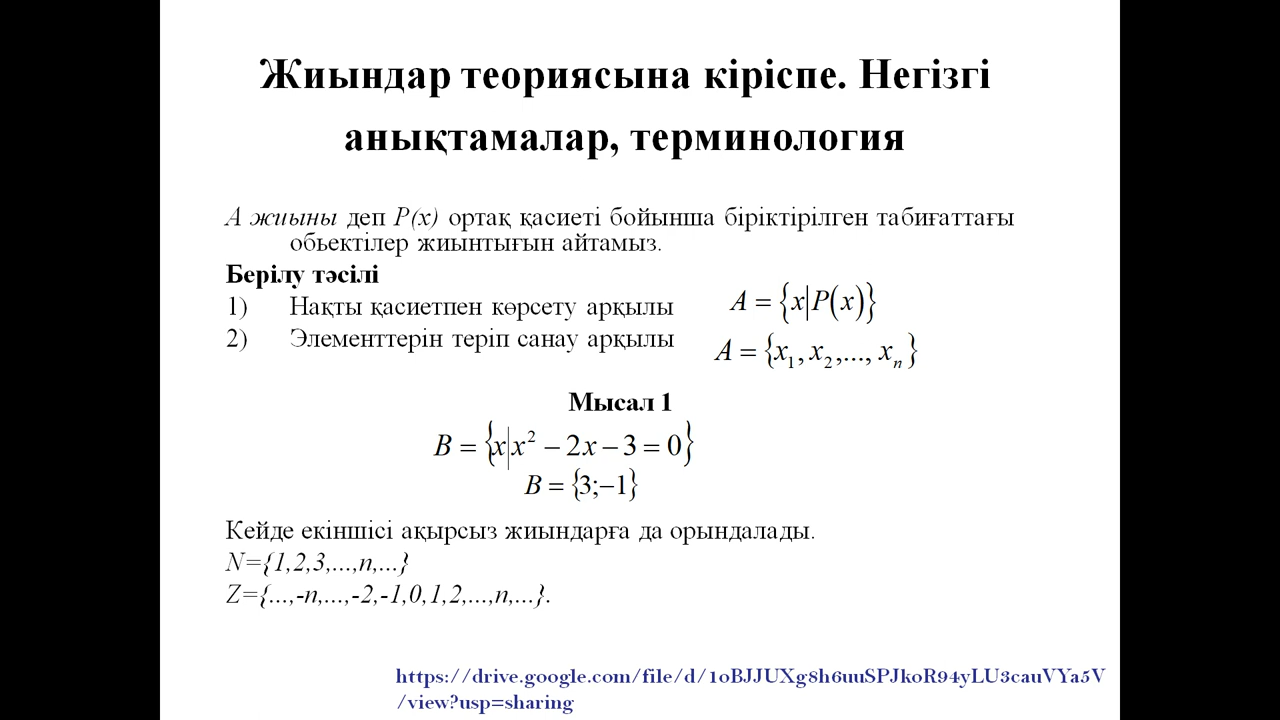 Жиындар теориясына кіріспе. Негізгі
анықтамалар, терминология
А жиыны деп P(x) ортақ қасиеті бойынша біріктірілген табиғаттағы
обьектілер жиынтығын айтамыз.
Берілу тәсілі
1) Нақты қасиетпен көрсету арқылы A = {x|P(x)}
2) Элементтерін теріп санау арқылы A = {x₁, x₂,..., xₙ}
Мысал 1
B = {x|x² − 2x − 3 = 0}
B = {3;−1}
Кейде екіншісі ақырсыз жиындарға да орындалады.
N={1,2,3,...,n,...}
Z={...,-n,...,-2,-1,0,1,2,...,n,...}.
https://drive.google.com/file/d/1oBJJUXg8h6uuSPJkoR94yLU3cauVYa5V
/view?usp=sharing